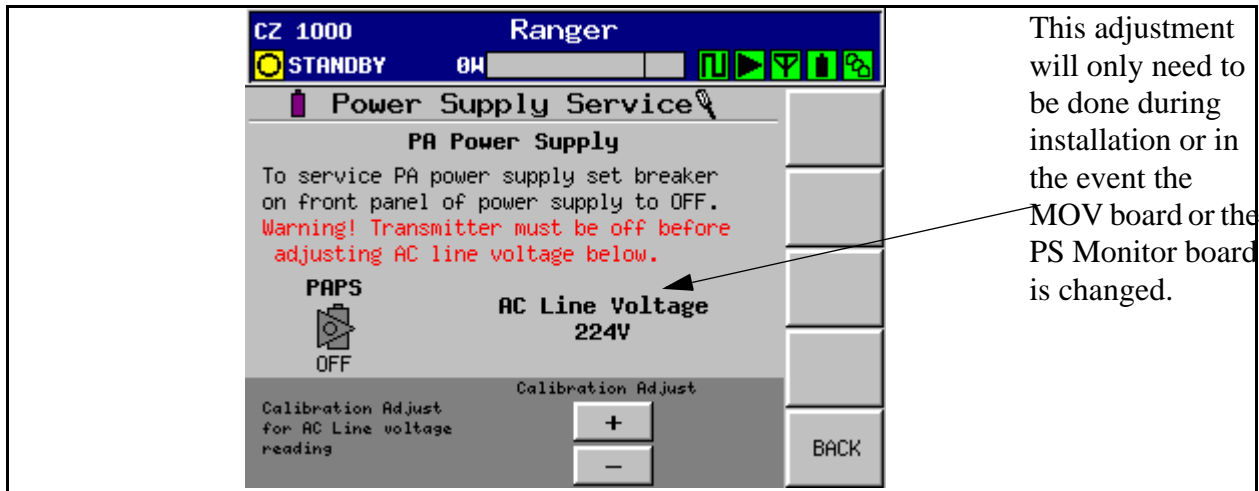 CZ 1000 Ranger
STANDBY 0W
Power Supply Service
PA Power Supply
To service PA power supply set breaker
on front panel of power supply to OFF.
Warning! Transmitter must be off before
adjusting AC line voltage below.
PAPS
OFF
AC Line Voltage
224V
Calibration Adjust
for AC Line voltage
reading
Calibration Adjust
+
−
BACK
This adjustment
will only need to
be done during
installation or in
the event the
MOV board or the
PS Monitor board
is changed.